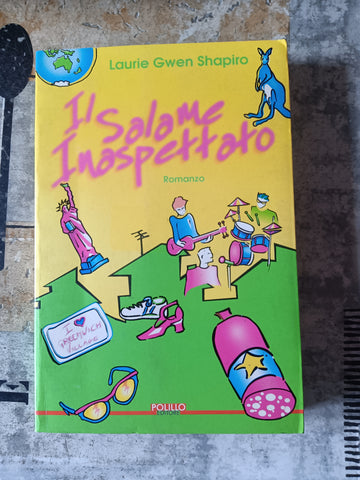 Laurie Gwen Shapiro
Il
Salame
Inaspettato
Romanzo
I ❤
GREENWICH
VILLAGE
POLILLO
EDITORE